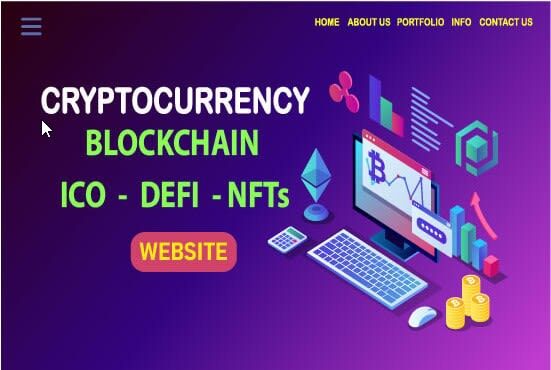 HOME ABOUT US PORTFOLIO INFO CONTACT US
CRYPTOCURRENCY
BLOCKCHAIN
ICO - DEFI - NFTs
WEBSITE